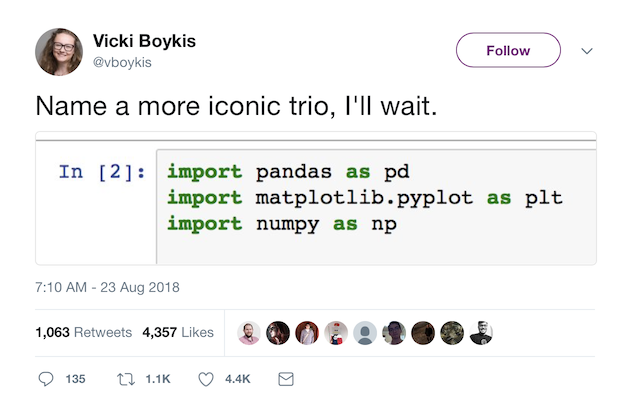 Vicki Boykis
@vboykis
Follow
Name a more iconic trio, I'll wait.
In [2]: import pandas as pd
import matplotlib.pyplot as plt
import numpy as np
7:10 AM - 23 Aug 2018
1,063 Retweets 4,357 Likes
135 1.1K 4.4K